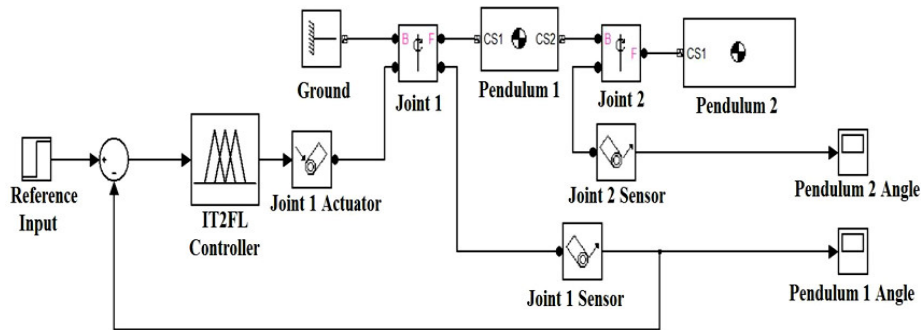 B
F
CS1
CS2
B
F
CS1
Ground
Joint 1
Pendulum 1
Joint 2
Pendulum 2
+
-
Reference
Input
IT2FL
Controller
Joint 1 Actuator
Joint 2 Sensor
Pendulum 2 Angle
Joint 1 Sensor
Pendulum 1 Angle